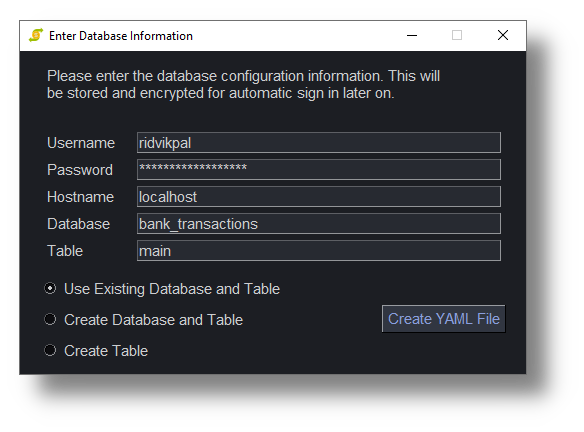 Enter Database Information
Please enter the database configuration information. This will
be stored and encrypted for automatic sign in later on.
Username ridvikpal
Password ******************
Hostname localhost
Database bank_transactions
Table main
Use Existing Database and Table
Create Database and Table
Create YAML File
Create Table